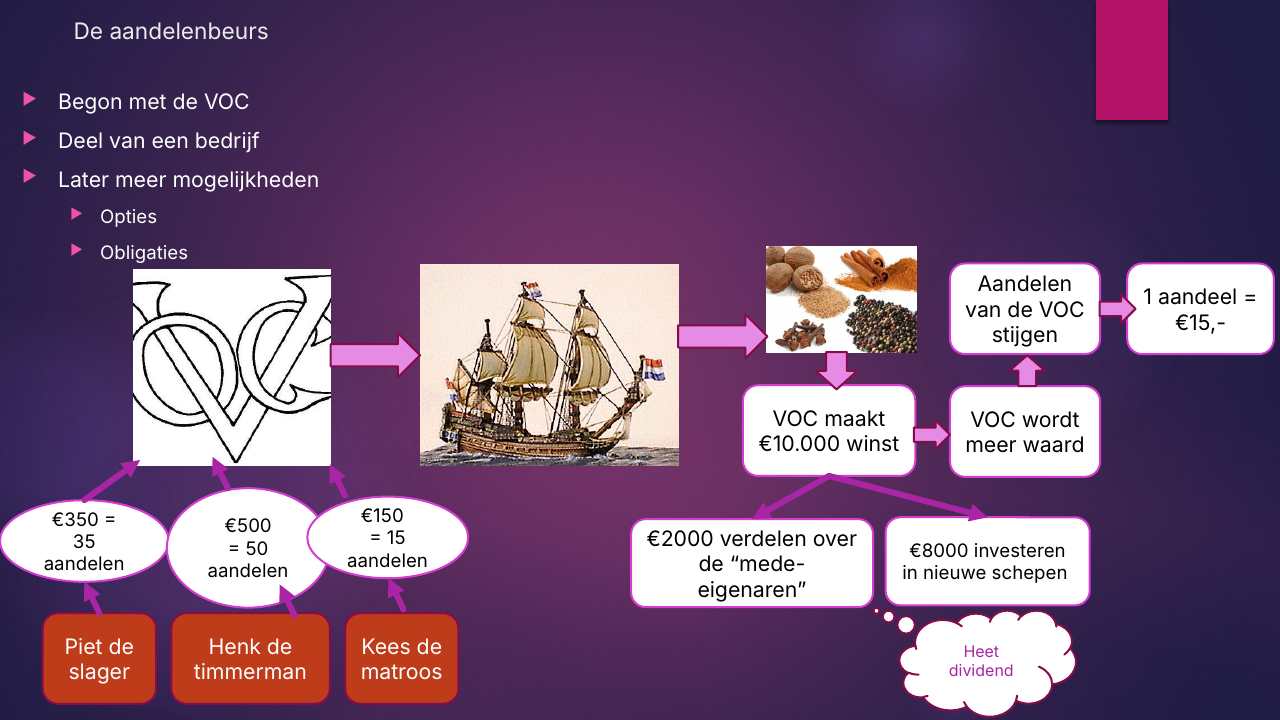 De aandelenbeurs
Begon met de VOC
Deel van een bedrijf
Later meer mogelijkheden
Opties
Obligaties
VOC
Aandelen
van de VOC
stijgen
1 aandeel =
€15,-
VOC maakt
€10.000 winst
VOC wordt
meer waard
€350 =
35
aandelen
€500
= 50
aandelen
€150
= 15
aandelen
€2000 verdelen over
de “mede-
eigenaren”
€8000 investeren
in nieuwe schepen
Piet de
slager
Henk de
timmerman
Kees de
matroos
Heet
dividend